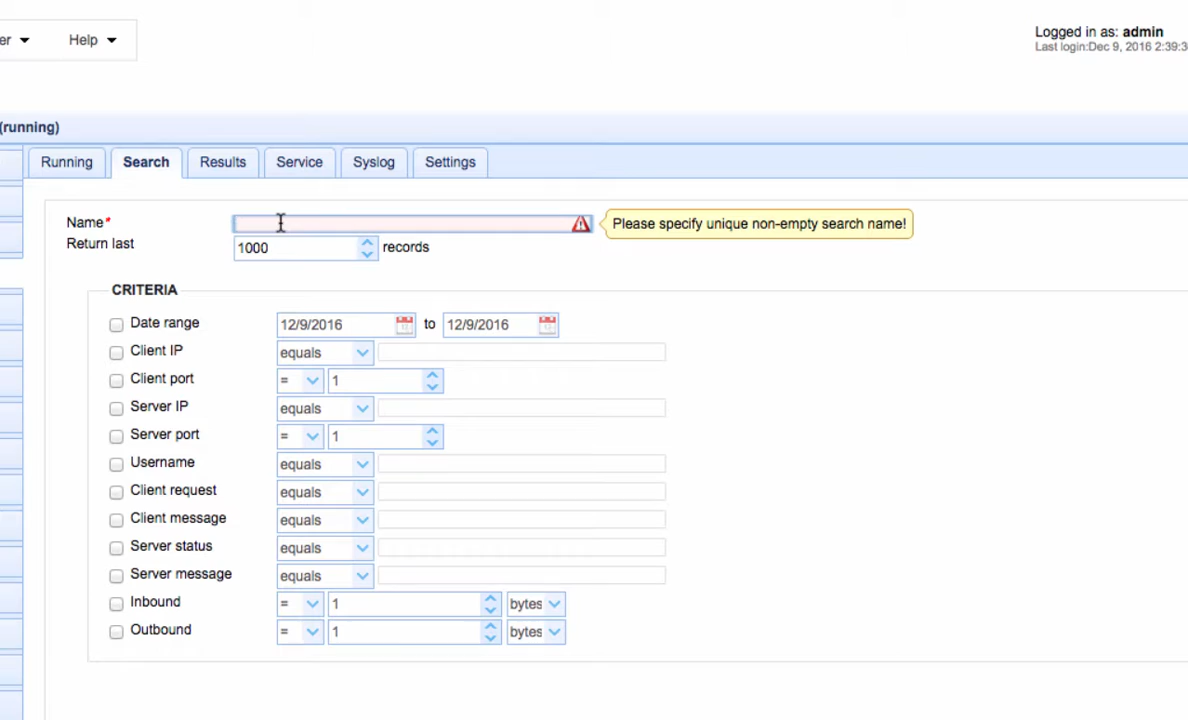 er Help
Logged in as: admin
Last login:Dec 9, 2016 2:39:3
(running)
Running Search Results Service Syslog Settings
Name* Please specify unique non-empty search name!
Return last 1000 records
CRITERIA
Date range 12/9/2016 to 12/9/2016
Client IP equals
Client port = 1
Server IP equals
Server port = 1
Username equals
Client request equals
Client message equals
Server status equals
Server message equals
Inbound = 1 bytes
Outbound = 1 bytes